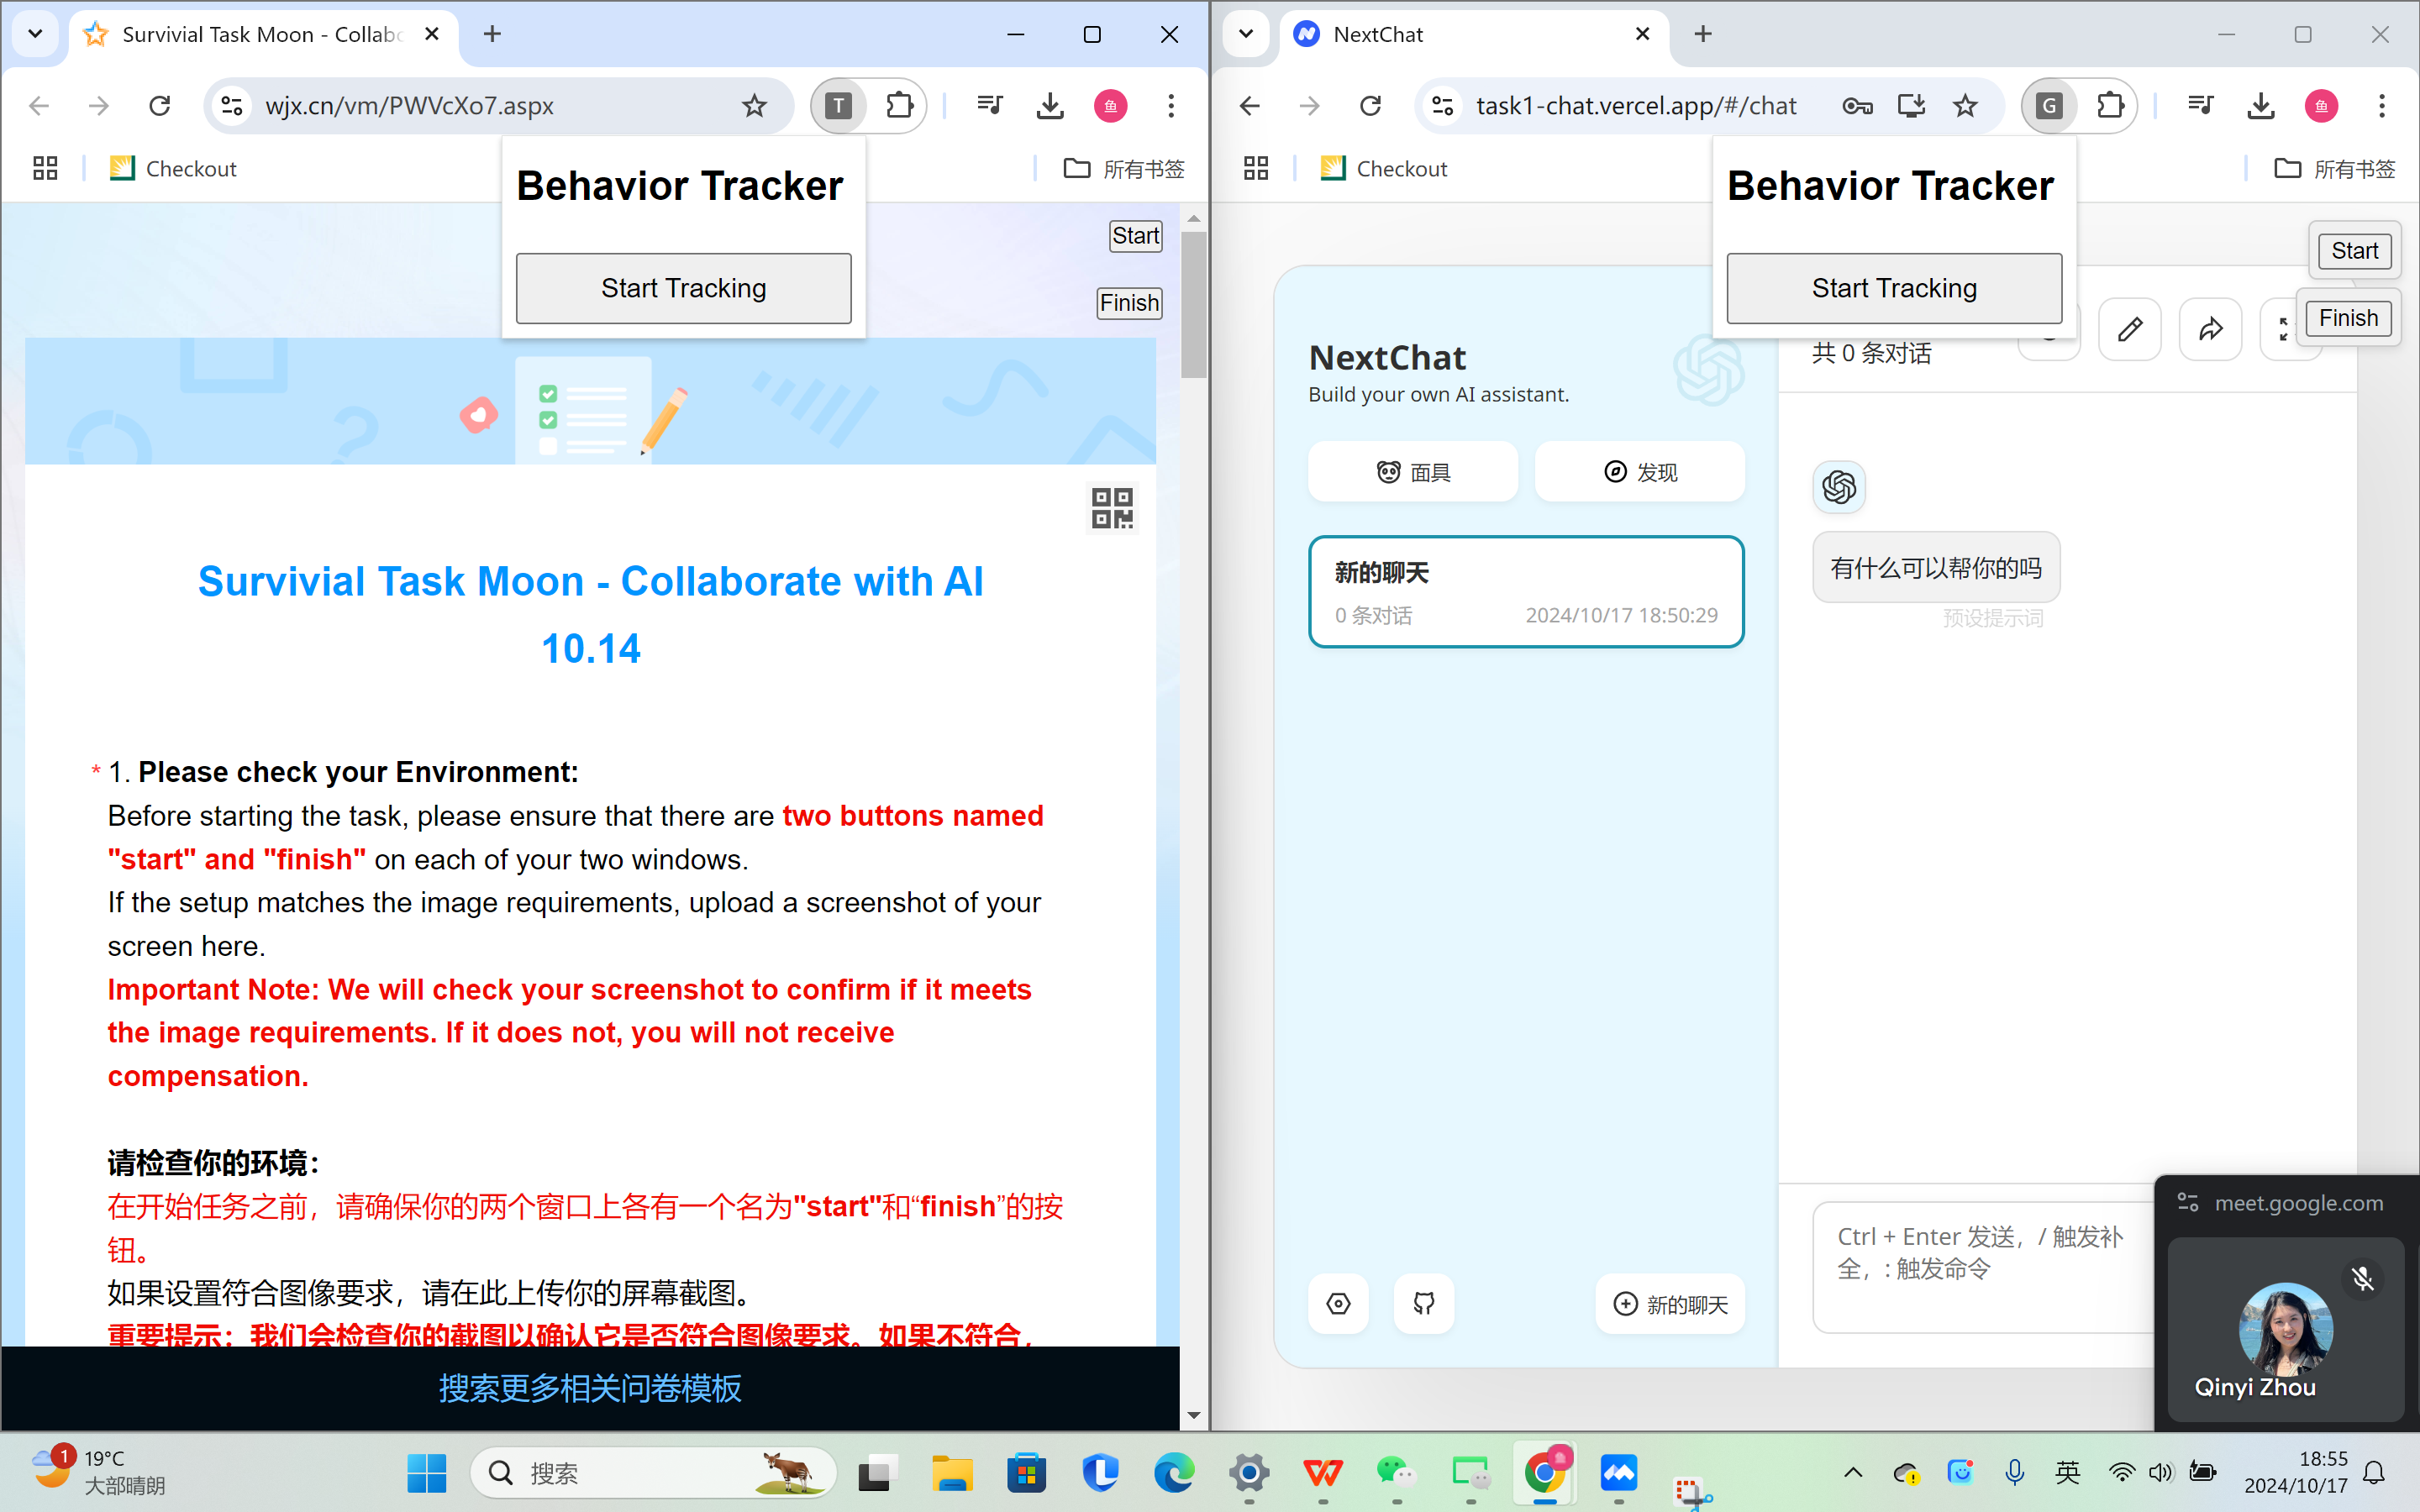 Survivial Task Moon - Collabo
wjx.cn/vm/PWVcXo7.aspx
T
鱼
Checkout
所有书签
Behavior Tracker
Start Tracking
Start
Finish
Survivial Task Moon - Collaborate with AI
10.14
* 1. Please check your Environment:
Before starting the task, please ensure that there are two buttons named
"start" and "finish" on each of your two windows.
If the setup matches the image requirements, upload a screenshot of your
screen here.
Important Note: We will check your screenshot to confirm if it meets
the image requirements. If it does not, you will not receive
compensation.
请检查你的环境：
在开始任务之前，请确保你的两个窗口上各有一个名为"start"和“finish”的按
钮。
如果设置符合图像要求，请在此上传你的屏幕截图。
重要提示：我们会检查你的截图以确认它是否符合图像要求。如果不符合，
搜索更多相关问卷模板
NextChat
task1-chat.vercel.app/#/chat
G
鱼
Checkout
所有书签
Behavior Tracker
Start Tracking
Start
Finish
共 0 条对话
NextChat
Build your own AI assistant.
面具
发现
新的聊天
0 条对话
2024/10/17 18:50:29
有什么可以帮你的吗
预设提示词
Ctrl + Enter 发送，/ 触发补
全，: 触发命令
新的聊天
meet.google.com
Qinyi Zhou
1
19°C
大部晴朗
搜索
英
18:55
2024/10/17